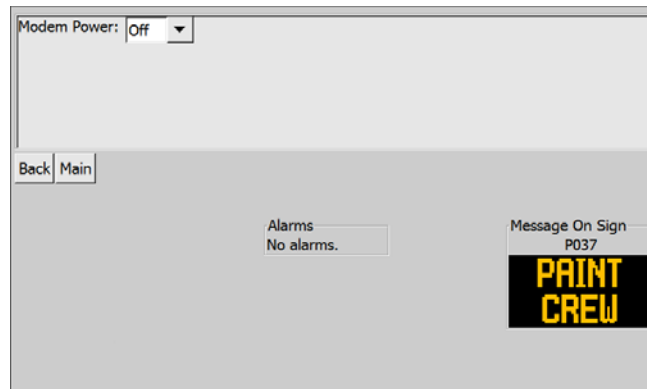 Modem Power: Off
Back Main
Alarms
No alarms.
Message On Sign
P037
PAINT
CREW